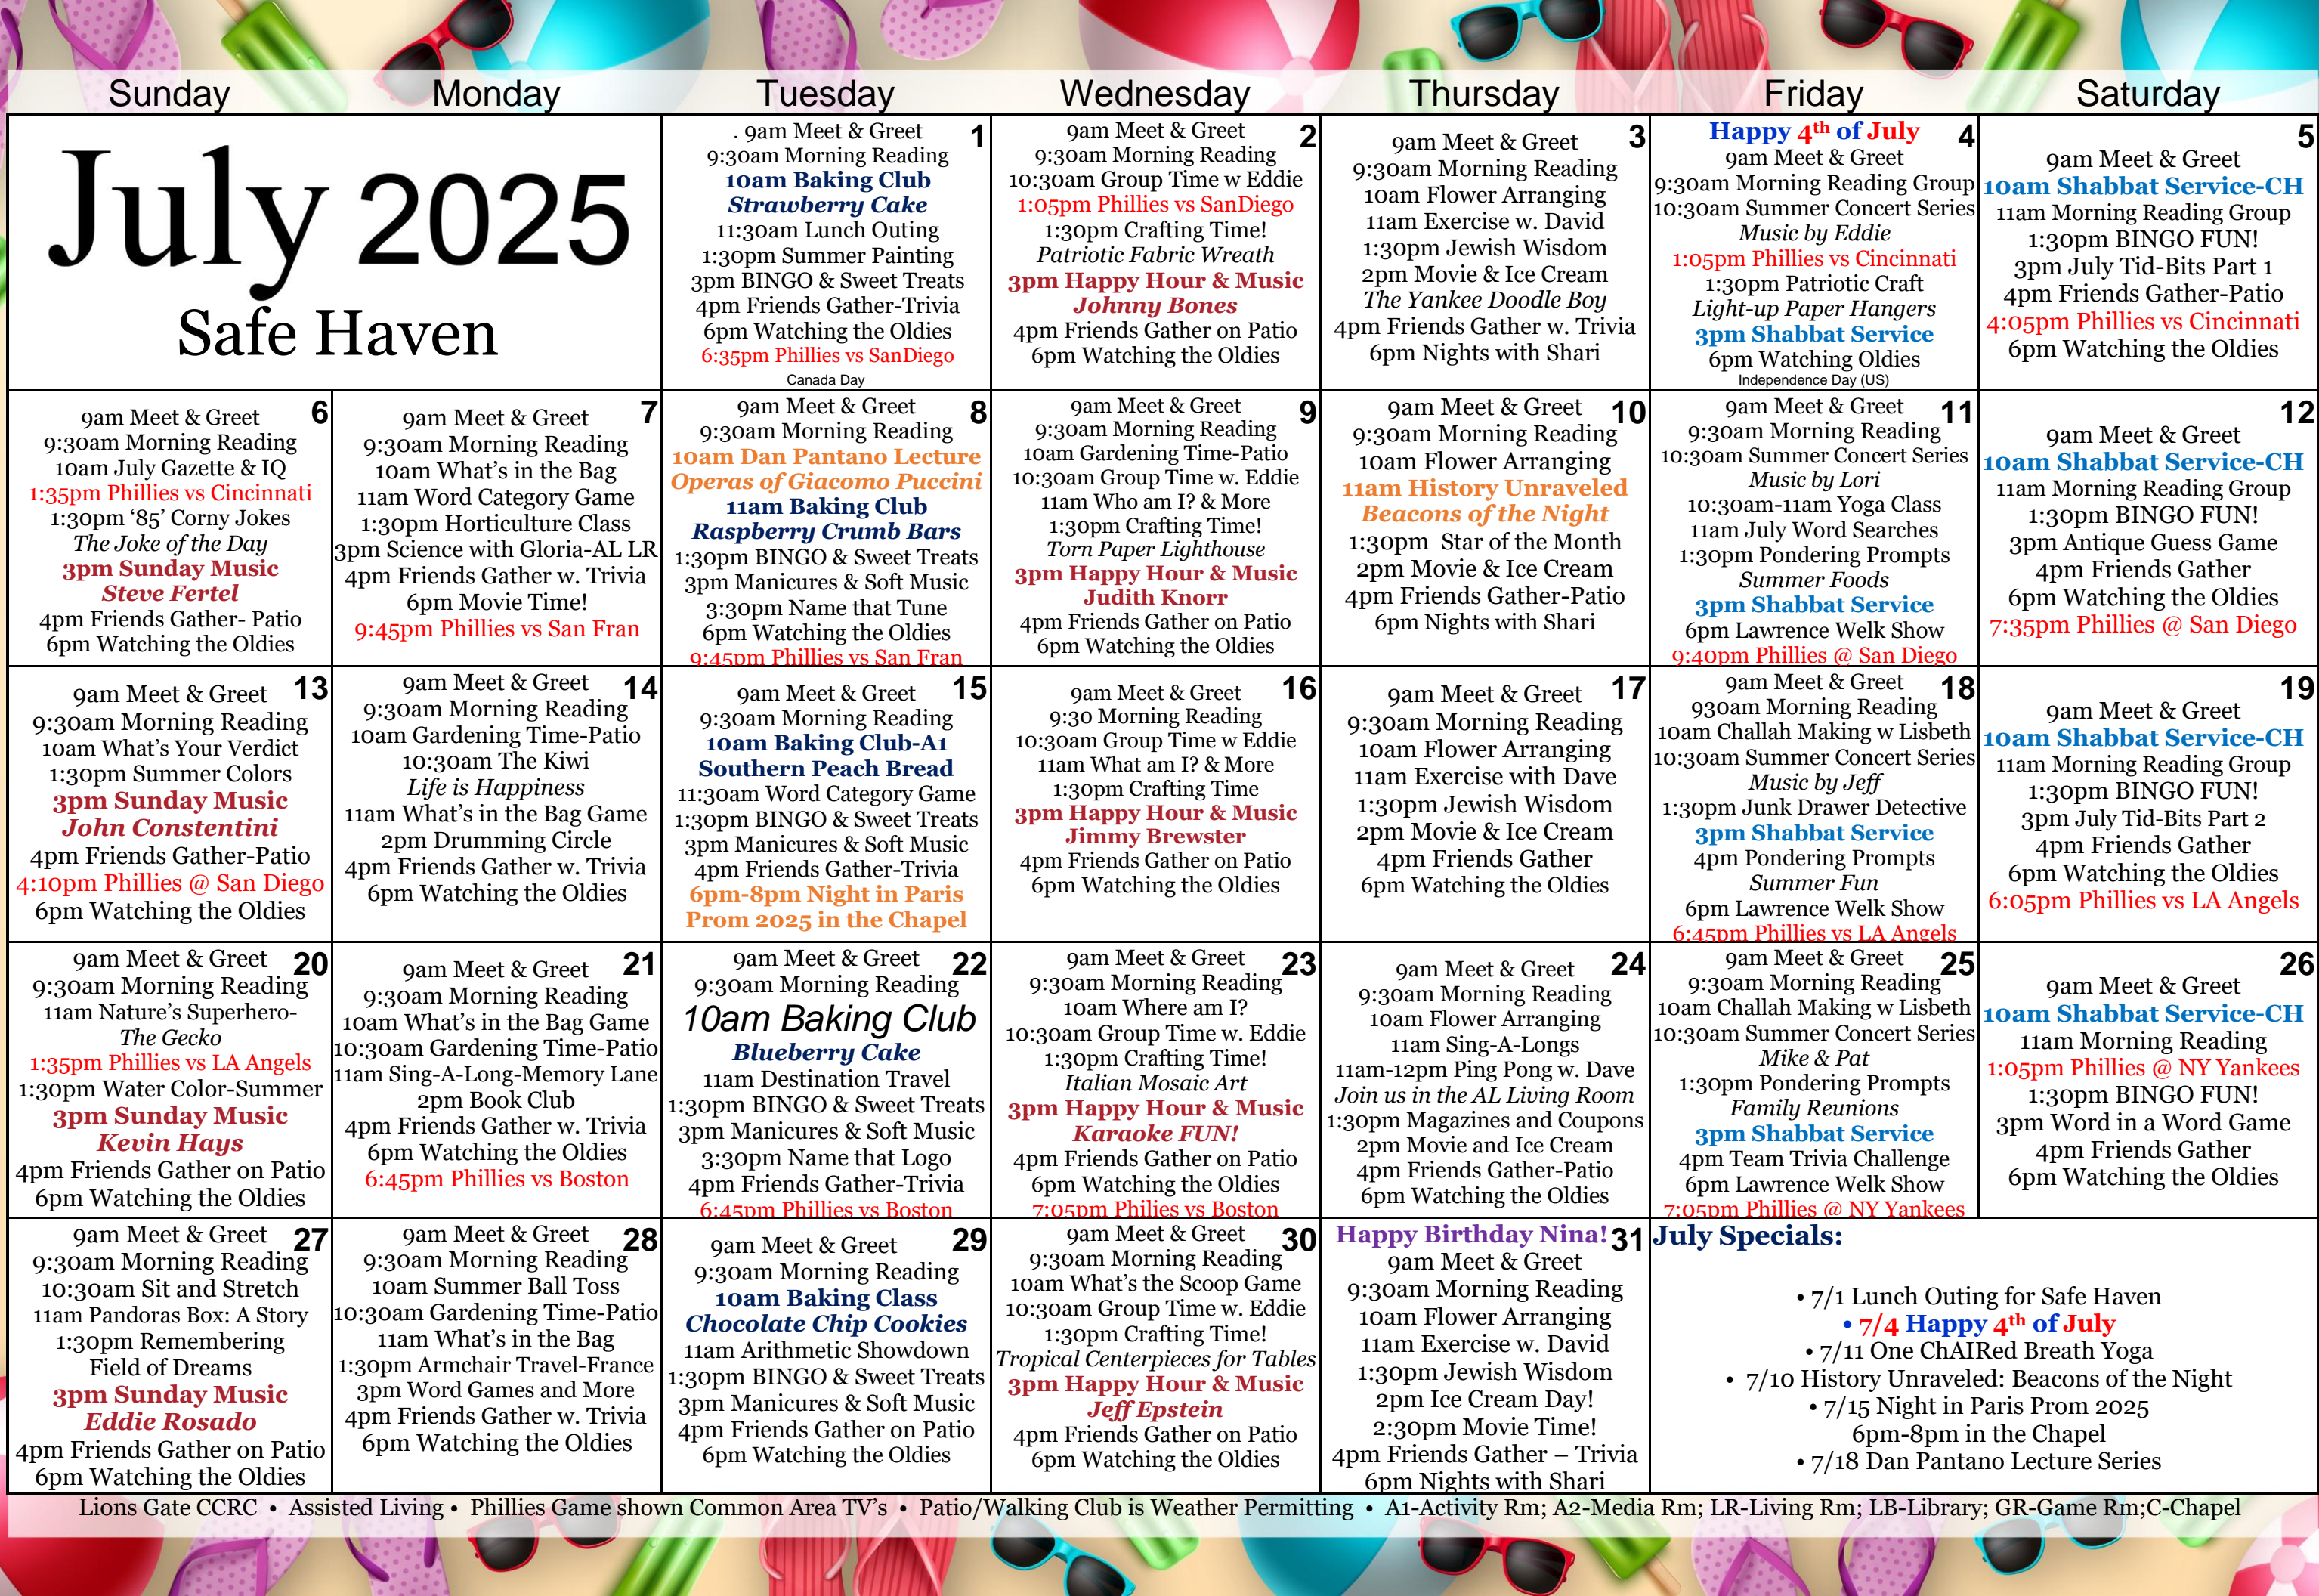 Sunday Monday Tuesday Wednesday Thursday Friday Saturday
July 2025
Safe Haven
1
. 9am Meet & Greet
9:30am Morning Reading
10am Baking Club
Strawberry Cake
11:30am Lunch Outing
1:30pm Summer Painting
3pm BINGO & Sweet Treats
4pm Friends Gather-Trivia
6pm Watching the Oldies
6:35pm Phillies vs SanDiego
Canada Day
2
9am Meet & Greet
9:30am Morning Reading
10:30am Group Time w Eddie
1:05pm Phillies vs SanDiego
1:30pm Crafting Time!
Patriotic Fabric Wreath
3pm Happy Hour & Music
Johnny Bones
4pm Friends Gather on Patio
6pm Watching the Oldies
3
9am Meet & Greet
9:30am Morning Reading
10am Flower Arranging
11am Exercise w. David
1:30pm Jewish Wisdom
2pm Movie & Ice Cream
The Yankee Doodle Boy
4pm Friends Gather w. Trivia
6pm Nights with Shari
4
Happy 4th of July
9am Meet & Greet
9:30am Morning Reading Group
10:30am Summer Concert Series
Music by Eddie
1:05pm Phillies vs Cincinnati
1:30pm Patriotic Craft
Light-up Paper Hangers
3pm Shabbat Service
6pm Watching Oldies
Independence Day (US)
5
9am Meet & Greet
10am Shabbat Service-CH
11am Morning Reading Group
1:30pm BINGO FUN!
3pm July Tid-Bits Part 1
4pm Friends Gather-Patio
4:05pm Phillies vs Cincinnati
6pm Watching the Oldies
6
9am Meet & Greet
9:30am Morning Reading
10am July Gazette & IQ
1:35pm Phillies vs Cincinnati
1:30pm ‘85’ Corny Jokes
The Joke of the Day
3pm Sunday Music
Steve Fertel
4pm Friends Gather- Patio
6pm Watching the Oldies
7
9am Meet & Greet
9:30am Morning Reading
10am What’s in the Bag
11am Word Category Game
1:30pm Horticulture Class
3pm Science with Gloria-AL LR
4pm Friends Gather w. Trivia
6pm Movie Time!
9:45pm Phillies vs San Fran
8
9am Meet & Greet
9:30am Morning Reading
10am Dan Pantano Lecture
Operas of Giacomo Puccini
11am Baking Club
Raspberry Crumb Bars
1:30pm BINGO & Sweet Treats
3pm Manicures & Soft Music
3:30pm Name that Tune
6pm Watching the Oldies
9:45pm Phillies vs San Fran
9
9am Meet & Greet
9:30am Morning Reading
10am Gardening Time-Patio
10:30am Group Time w. Eddie
11am Who am I? & More
1:30pm Crafting Time!
Torn Paper Lighthouse
3pm Happy Hour & Music
Judith Knorr
4pm Friends Gather on Patio
6pm Watching the Oldies
10
9am Meet & Greet
9:30am Morning Reading
10am Flower Arranging
11am History Unraveled
Beacons of the Night
1:30pm Star of the Month
2pm Movie & Ice Cream
4pm Friends Gather-Patio
6pm Nights with Shari
11
9am Meet & Greet
9:30am Morning Reading
10:30am Summer Concert Series
Music by Lori
10:30am-11am Yoga Class
11am July Word Searches
1:30pm Pondering Prompts
Summer Foods
3pm Shabbat Service
6pm Lawrence Welk Show
9:40pm Phillies @ San Diego
12
9am Meet & Greet
10am Shabbat Service-CH
11am Morning Reading Group
1:30pm BINGO FUN!
3pm Antique Guess Game
4pm Friends Gather
6pm Watching the Oldies
7:35pm Phillies @ San Diego
13
9am Meet & Greet
9:30am Morning Reading
10am What’s Your Verdict
1:30pm Summer Colors
3pm Sunday Music
John Constentini
4pm Friends Gather-Patio
4:10pm Phillies @ San Diego
6pm Watching the Oldies
14
9am Meet & Greet
9:30am Morning Reading
10am Gardening Time-Patio
10:30am The Kiwi
Life is Happiness
11am What’s in the Bag Game
2pm Drumming Circle
4pm Friends Gather w. Trivia
6pm Watching the Oldies
15
9am Meet & Greet
9:30am Morning Reading
10am Baking Club-A1
Southern Peach Bread
11:30am Word Category Game
1:30pm BINGO & Sweet Treats
3pm Manicures & Soft Music
4pm Friends Gather-Trivia
6pm-8pm Night in Paris
Prom 2025 in the Chapel
16
9am Meet & Greet
9:30 Morning Reading
10:30am Group Time w Eddie
11am What am I? & More
1:30pm Crafting Time
3pm Happy Hour & Music
Jimmy Brewster
4pm Friends Gather on Patio
6pm Watching the Oldies
17
9am Meet & Greet
9:30am Morning Reading
10am Flower Arranging
11am Exercise with Dave
1:30pm Jewish Wisdom
2pm Movie & Ice Cream
4pm Friends Gather
6pm Watching the Oldies
18
9am Meet & Greet
930am Morning Reading
10am Challah Making w Lisbeth
10:30am Summer Concert Series
Music by Jeff
1:30pm Junk Drawer Detective
3pm Shabbat Service
4pm Pondering Prompts
Summer Fun
6pm Lawrence Welk Show
6:45pm Phillies vs LA Angels
19
9am Meet & Greet
10am Shabbat Service-CH
11am Morning Reading Group
1:30pm BINGO FUN!
3pm July Tid-Bits Part 2
4pm Friends Gather
6pm Watching the Oldies
6:05pm Phillies vs LA Angels
20
9am Meet & Greet
9:30am Morning Reading
11am Nature’s Superhero-
The Gecko
1:35pm Phillies vs LA Angels
1:30pm Water Color-Summer
3pm Sunday Music
Kevin Hays
4pm Friends Gather on Patio
6pm Watching the Oldies
21
9am Meet & Greet
9:30am Morning Reading
10am What’s in the Bag Game
10:30am Gardening Time-Patio
11am Sing-A-Long-Memory Lane
2pm Book Club
4pm Friends Gather w. Trivia
6pm Watching the Oldies
6:45pm Phillies vs Boston
22
9am Meet & Greet
9:30am Morning Reading
10am Baking Club
Blueberry Cake
11am Destination Travel
1:30pm BINGO & Sweet Treats
3pm Manicures & Soft Music
3:30pm Name that Logo
4pm Friends Gather-Trivia
6:45pm Phillies vs Boston
23
9am Meet & Greet
9:30am Morning Reading
10am Where am I?
10:30am Group Time w. Eddie
1:30pm Crafting Time!
Italian Mosaic Art
3pm Happy Hour & Music
Karaoke FUN!
4pm Friends Gather on Patio
6pm Watching the Oldies
7:05pm Philies vs Boston
24
9am Meet & Greet
9:30am Morning Reading
10am Flower Arranging
11am Sing-A-Longs
11am-12pm Ping Pong w. Dave
Join us in the AL Living Room
1:30pm Magazines and Coupons
2pm Movie and Ice Cream
4pm Friends Gather-Patio
6pm Watching the Oldies
25
9am Meet & Greet
9:30am Morning Reading
10am Challah Making w Lisbeth
10:30am Summer Concert Series
Mike & Pat
1:30pm Pondering Prompts
Family Reunions
3pm Shabbat Service
4pm Team Trivia Challenge
6pm Lawrence Welk Show
7:05pm Phillies @ NY Yankees
26
9am Meet & Greet
10am Shabbat Service-CH
11am Morning Reading
1:05pm Phillies @ NY Yankees
1:30pm BINGO FUN!
3pm Word in a Word Game
4pm Friends Gather
6pm Watching the Oldies
27
9am Meet & Greet
9:30am Morning Reading
10:30am Sit and Stretch
11am Pandoras Box: A Story
1:30pm Remembering
Field of Dreams
3pm Sunday Music
Eddie Rosado
4pm Friends Gather on Patio
6pm Watching the Oldies
28
9am Meet & Greet
9:30am Morning Reading
10am Summer Ball Toss
10:30am Gardening Time-Patio
11am What’s in the Bag
1:30pm Armchair Travel-France
3pm Word Games and More
4pm Friends Gather w. Trivia
6pm Watching the Oldies
29
9am Meet & Greet
9:30am Morning Reading
10am Baking Class
Chocolate Chip Cookies
11am Arithmetic Showdown
1:30pm BINGO & Sweet Treats
3pm Manicures & Soft Music
4pm Friends Gather on Patio
6pm Watching the Oldies
30
9am Meet & Greet
9:30am Morning Reading
10am What’s the Scoop Game
10:30am Group Time w. Eddie
1:30pm Crafting Time!
Tropical Centerpieces for Tables
3pm Happy Hour & Music
Jeff Epstein
4pm Friends Gather on Patio
6pm Watching the Oldies
31
Happy Birthday Nina!
9am Meet & Greet
9:30am Morning Reading
10am Flower Arranging
11am Exercise w. David
1:30pm Jewish Wisdom
2pm Ice Cream Day!
2:30pm Movie Time!
4pm Friends Gather – Trivia
6pm Nights with Shari
July Specials:
• 7/1 Lunch Outing for Safe Haven
• 7/4 Happy 4th of July
• 7/11 One ChAIRed Breath Yoga
• 7/10 History Unraveled: Beacons of the Night
• 7/15 Night in Paris Prom 2025
6pm-8pm in the Chapel
• 7/18 Dan Pantano Lecture Series
Lions Gate CCRC • Assisted Living • Phillies Game shown Common Area TV’s • Patio/Walking Club is Weather Permitting • A1-Activity Rm; A2-Media Rm; LR-Living Rm; LB-Library; GR-Game Rm;C-Chapel